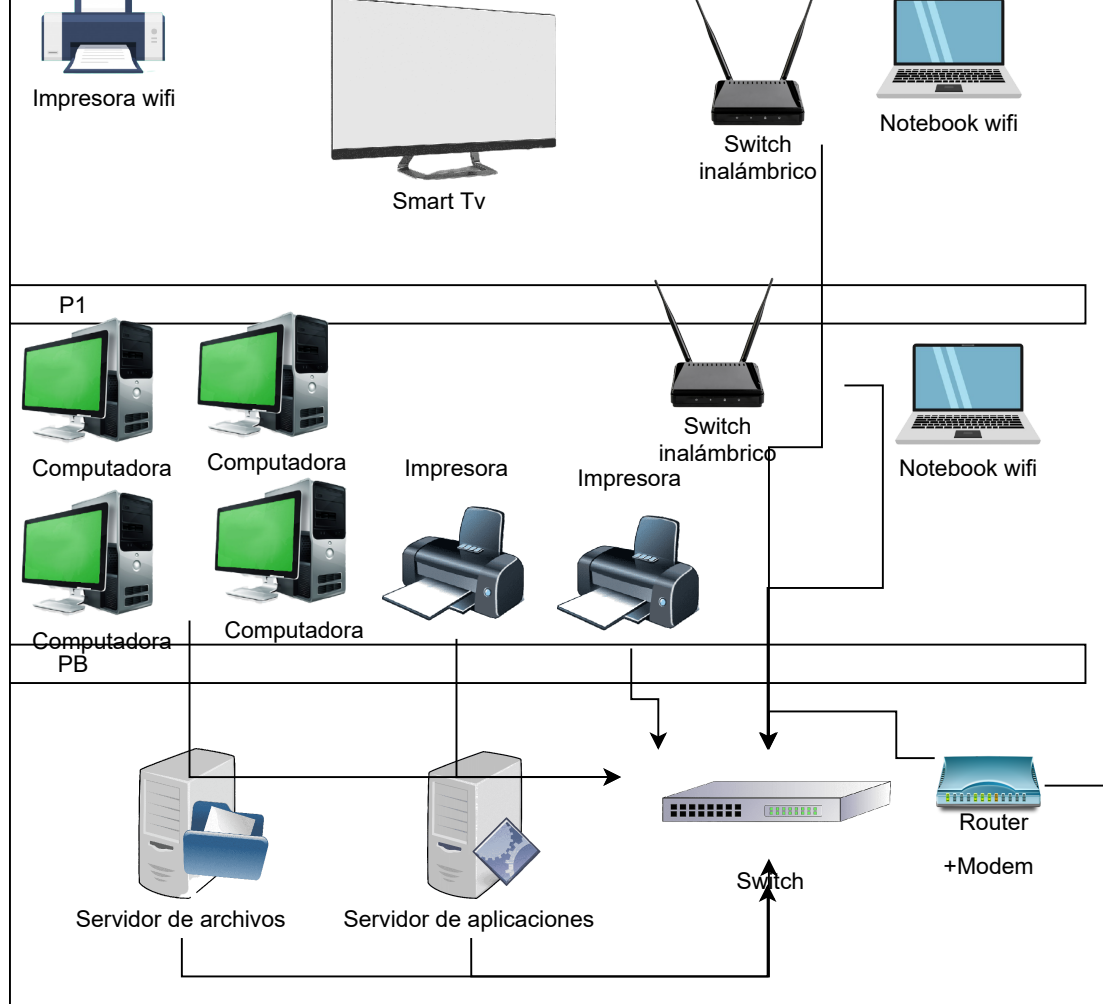 Impresora wifi
Smart Tv
Switch
inalámbrico
Notebook wifi
P1
Computadora
Computadora
Impresora
Impresora
Switch
inalámbrico
Notebook wifi
Computadora
Computadora
PB
Servidor de archivos
Servidor de aplicaciones
Switch
Router
+Modem